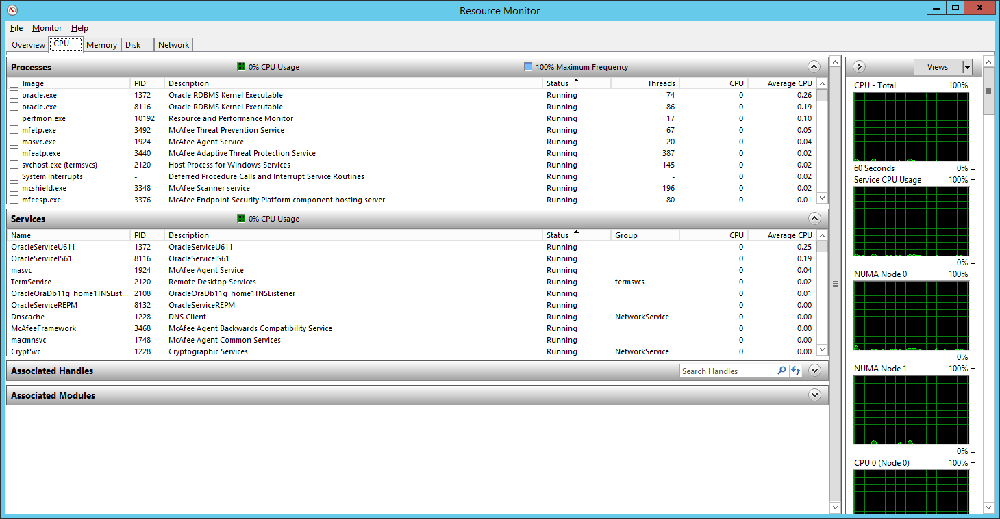 Resource Monitor
File Monitor Help
Overview CPU Memory Disk Network
Processes 0% CPU Usage 100% Maximum Frequency
Image PID Description Status Threads CPU Average CPU
oracle.exe 1372 Oracle RDBMS Kernel Executable Running 74 0 0.26
oracle.exe 8116 Oracle RDBMS Kernel Executable Running 86 0 0.19
perfmon.exe 10192 Resource and Performance Monitor Running 17 0 0.10
mfetp.exe 3492 McAfee Threat Prevention Service Running 67 0 0.05
masvc.exe 1924 McAfee Agent Service Running 20 0 0.04
mfeatp.exe 3440 McAfee Adaptive Threat Protection Service Running 387 0 0.02
svchost.exe (termsvcs) 2120 Host Process for Windows Services Running 145 0 0.02
System Interrupts - Deferred Procedure Calls and Interrupt Service Routines Running - 0 0.02
mcshield.exe 3348 McAfee Scanner service Running 196 0 0.02
mfeesp.exe 3376 McAfee Endpoint Security Platform component hosting server Running 80 0 0.01
Services 0% CPU Usage
Name PID Description Status Group CPU Average CPU
OracleServiceU611 1372 OracleServiceU611 Running 0 0.25
OracleServiceIS61 8116 OracleServiceIS61 Running 0 0.19
masvc 1924 McAfee Agent Service Running 0 0.04
TermService 2120 Remote Desktop Services Running termsvcs 0 0.02
OracleOraDb11g_home1TNSList... 2108 OracleOraDb11g_home1TNSListener Running 0 0.01
OracleServiceREPM 8132 OracleServiceREPM Running 0 0.00
Dnscache 1228 DNS Client Running NetworkService 0 0.00
McAfeeFramework 3468 McAfee Agent Backwards Compatibility Service Running 0 0.00
macmnsvc 1748 McAfee Agent Common Services Running 0 0.00
CryptSvc 1228 Cryptographic Services Running NetworkService 0 0.00
Associated Handles Search Handles
Associated Modules
Views
CPU - Total 100%
60 Seconds 0%
Service CPU Usage 100%
0%
NUMA Node 0 100%
0%
NUMA Node 1 100%
0%
CPU 0 (Node 0) 100%